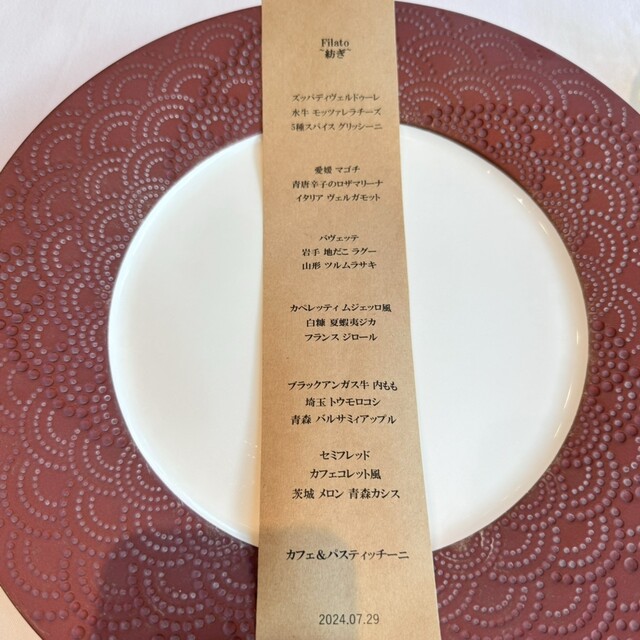 Filato
~紡ぎ~
ズッパディヴェルドゥーレ
水牛 モッツァレラチーズ
3種スパイス グリッシーニ
愛媛 マゴチ
青唐辛子のロザマリーナ
イタリア ヴェルガモット
バヴェッテ
岩手 地だこ ラグー
山形 ツルムラサキ
カペレッティ ムジェッロ風
白糠 夏蝦夷ジカ
フランス ジロール
ブラックアンガス牛 内もも
埼玉 トウモロコシ
青森 バルサミィアップル
セミフレッド
カフェコレット風
茨城 メロン 青森カシス
カフェ＆パスティッチーニ
2024.07.29